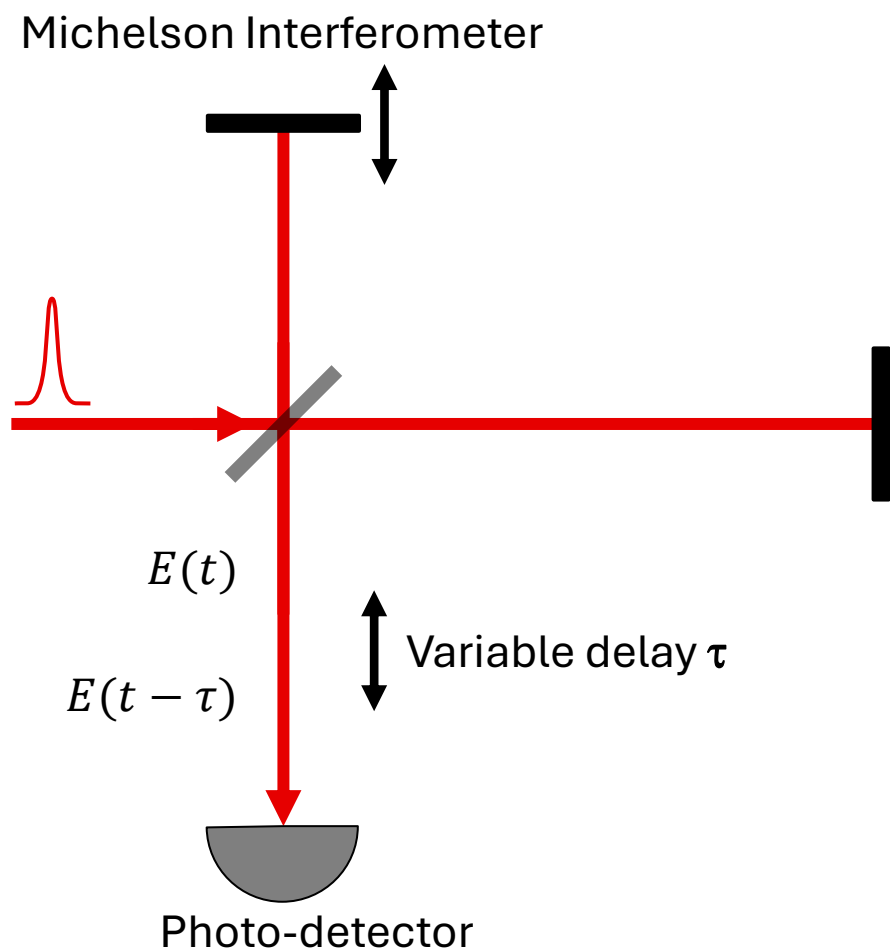 Michelson Interferometer
E(t)
Variable delay τ
E(t − τ)
Photo-detector